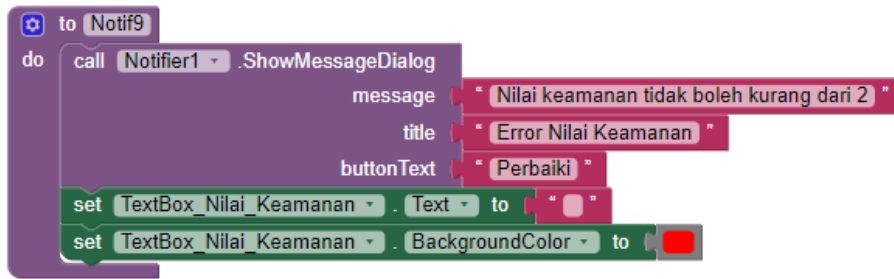 to Notif9
do call Notifier1 .ShowMessageDialog
message " Nilai keamanan tidak boleh kurang dari 2 "
title " Error Nilai Keamanan "
buttonText " Perbaiki "
set TextBox_Nilai_Keamanan . Text to " "
set TextBox_Nilai_Keamanan . BackgroundColor to